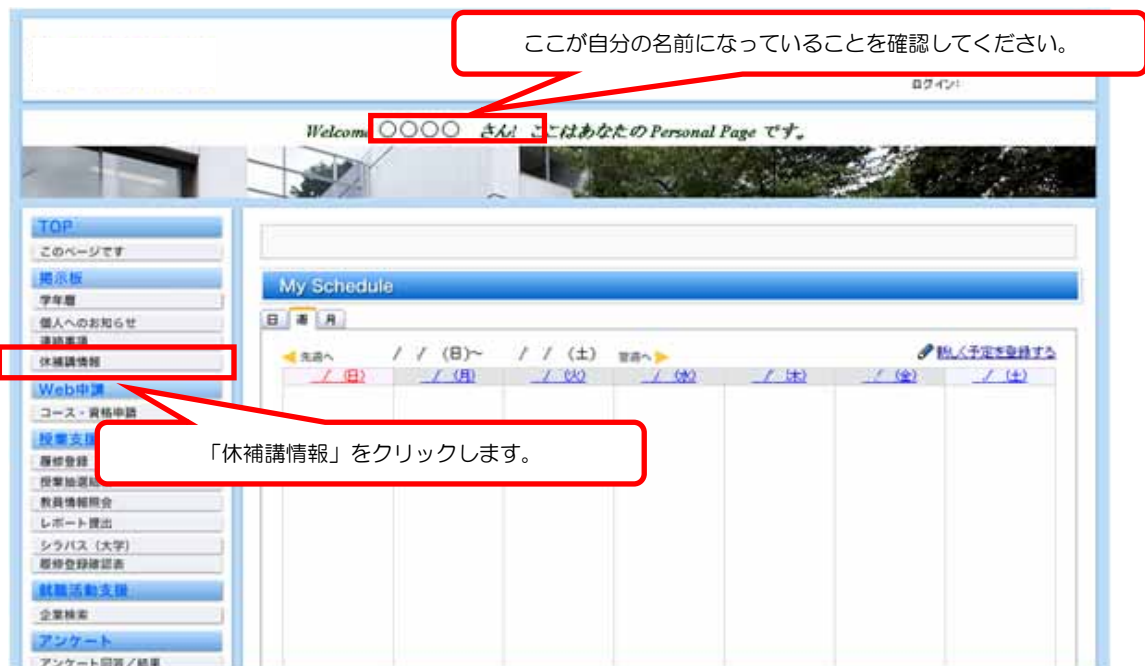 ここが自分の名前になっていることを確認してください。
ログイン:
Welcome ○○○○ さん! ここはあなたの Personal Page です。
TOP
このページです
掲示板
学年暦
個人へのお知らせ
連絡事項
休補講情報
Web申請
コース・資格申請
授業支援
履修登録
授業抽選結
教員情報照会
レポート提出
シラバス (大学)
履修登録確認表
就職活動支援
企業検索
アンケート
アンケート回答/結果
My Schedule
日 週 月
先週へ / / (日)~ / / (土) 翌週へ 新しく予定を登録する
/ (日) / (月) / (火) / (水) / (木) / (金) / (土)
「休補講情報」をクリックします。